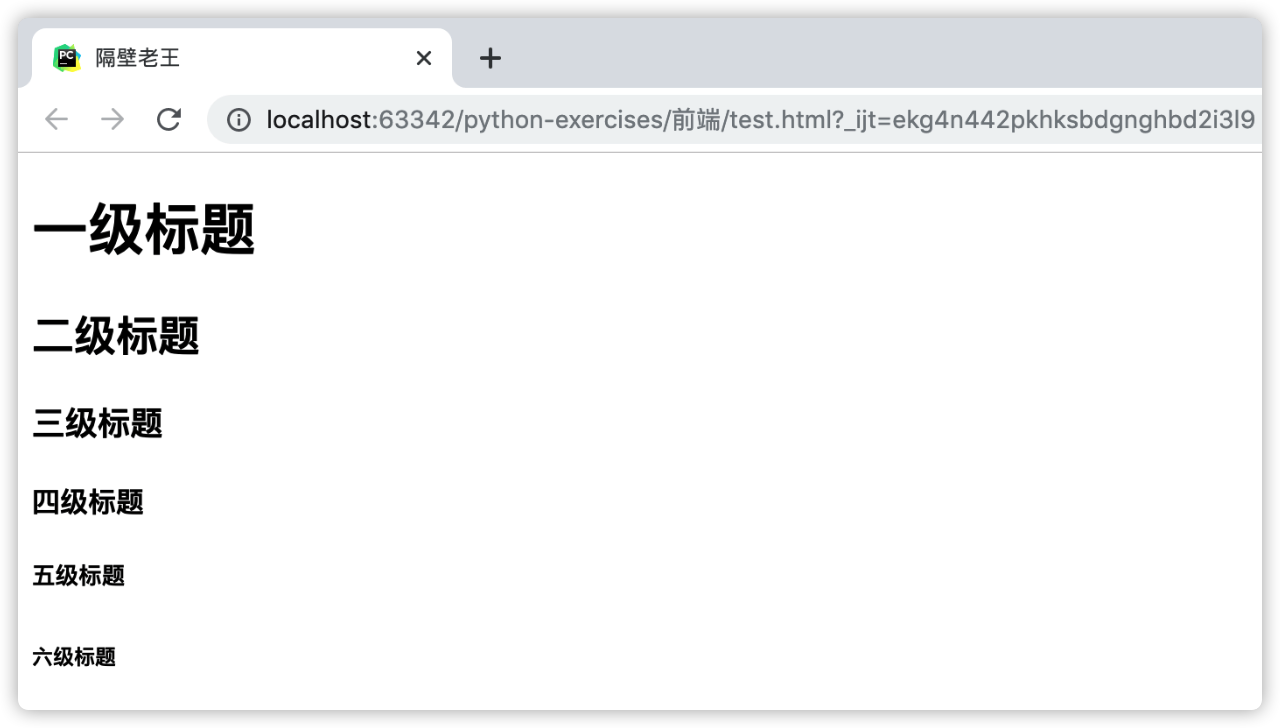 PC
隔壁老王
localhost:63342/python-exercises/前端/test.html?_ijt=ekg4n442pkhksbdgnghbd2i3l9
一级标题
二级标题
三级标题
四级标题
五级标题
六级标题